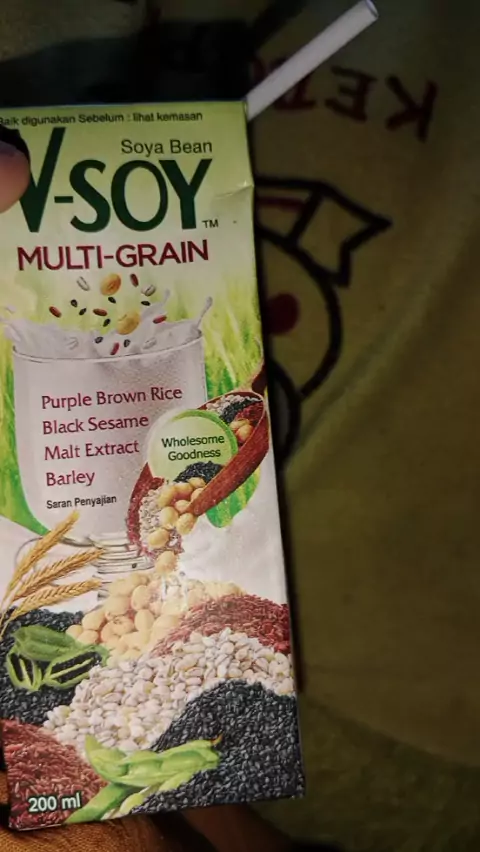 Baik digunakan Sebelum : lihat kemasan
Soya Bean
V-SOY
TM
MULTI-GRAIN
Purple Brown Rice
Black Sesame
Malt Extract
Barley
Saran Penyajian
Wholesome
Goodness
200 ml